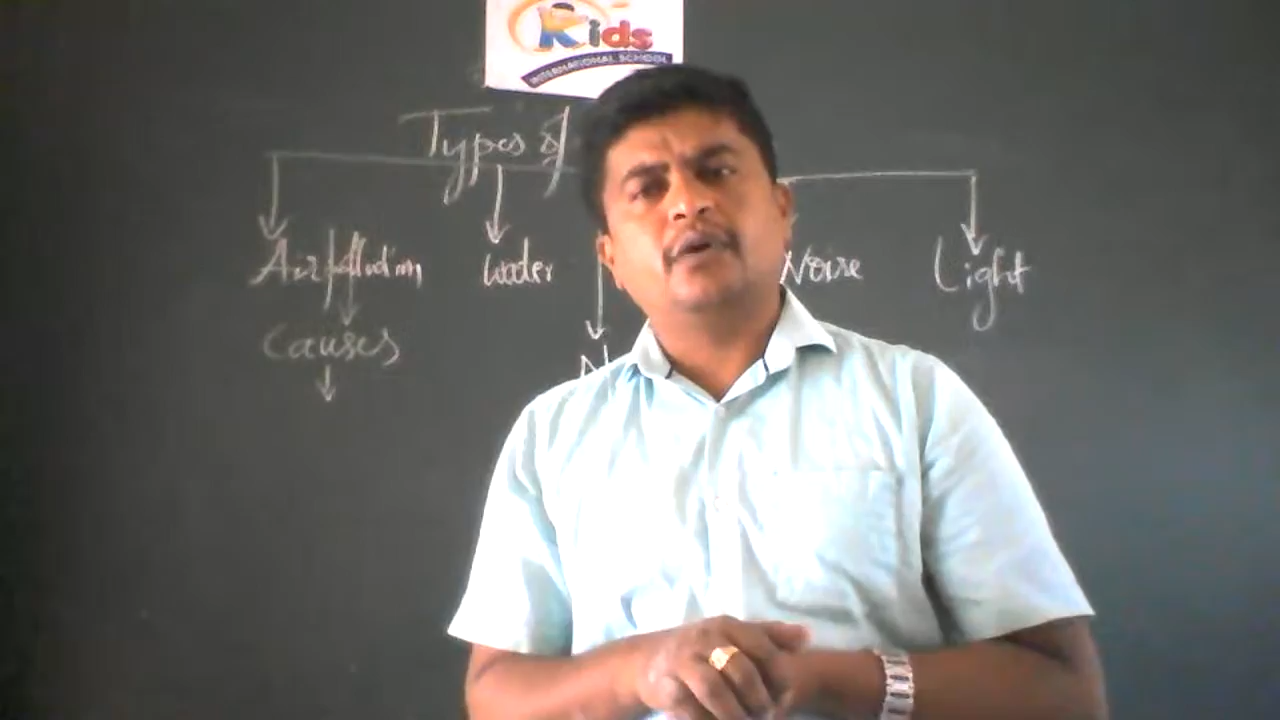 Kids
INTERNATIONAL SCHOOL
Types of
Air pollution Water Noise Light
Causes